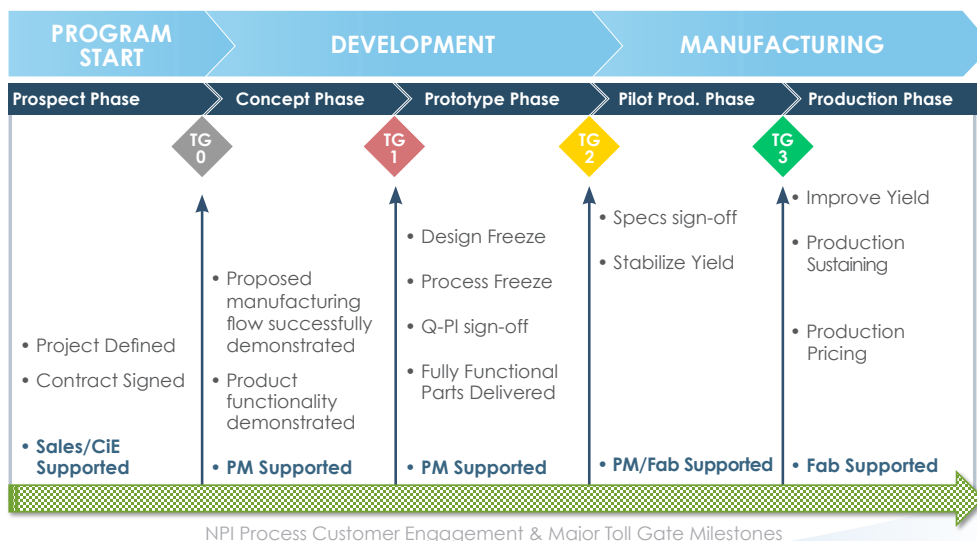 PROGRAM
START
DEVELOPMENT
MANUFACTURING
Prospect Phase
Concept Phase
Prototype Phase
Pilot Prod. Phase
Production Phase
TG
0
TG
1
TG
2
TG
3
• Project Defined
• Contract Signed
• Sales/CiE
Supported
• Proposed
manufacturing
flow successfully
demonstrated
• Product
functionality
demonstrated
• PM Supported
• Design Freeze
• Process Freeze
• Q-PI sign-off
• Fully Functional
Parts Delivered
• PM Supported
• Specs sign-off
• Stabilize Yield
• PM/Fab Supported
• Improve Yield
• Production
Sustaining
• Production
Pricing
• Fab Supported
NPI Process Customer Engagement & Major Toll Gate Milestones